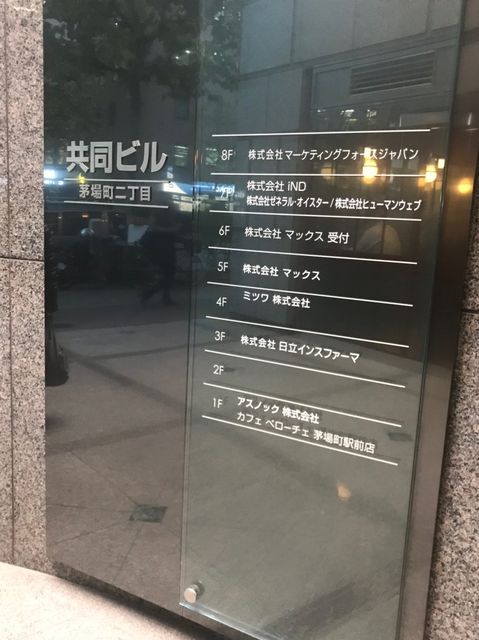 共同ビル
茅場町二丁目
8F 株式会社マーケティングフォースジャパン
株式会社 iND
株式会社ゼネラル・オイスター/株式会社ヒューマンウェブ
6F 株式会社 マックス 受付
5F 株式会社 マックス
4F ミツワ 株式会社
3F 株式会社 日立インスファーマ
2F
1F アスノック 株式会社
カフェ ベローチェ 茅場町駅前店